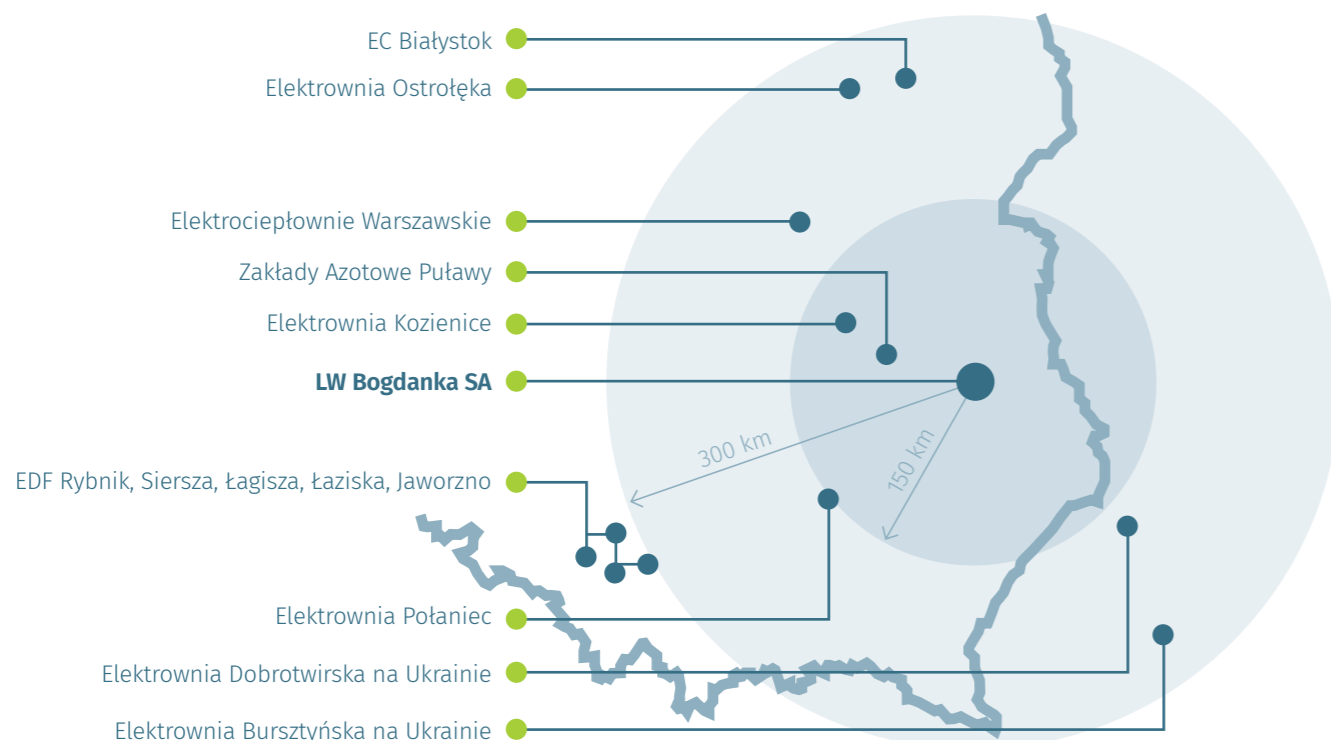 EC Białystok
Elektrownia Ostrołęka
Elektrociepłownie Warszawskie
Zakłady Azotowe Puławy
Elektrownia Kozienice
LW Bogdanka SA
300 km
150 km
EDF Rybnik, Siersza, Łagisza, Łaziska, Jaworzno
Elektrownia Połaniec
Elektrownia Dobrotwirska na Ukrainie
Elektrownia Bursztyńska na Ukrainie